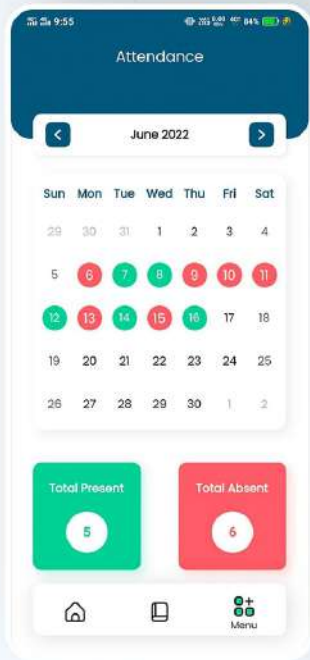 9:55 84%
Attendance
June 2022
Sun Mon Tue Wed Thu Fri Sat
29 30 31 1 2 3 4
5 6 7 8 9 10 11
12 13 14 15 16 17 18
19 20 21 22 23 24 25
26 27 28 29 30 1 2
Total Present Total Absent
5 6
Menu